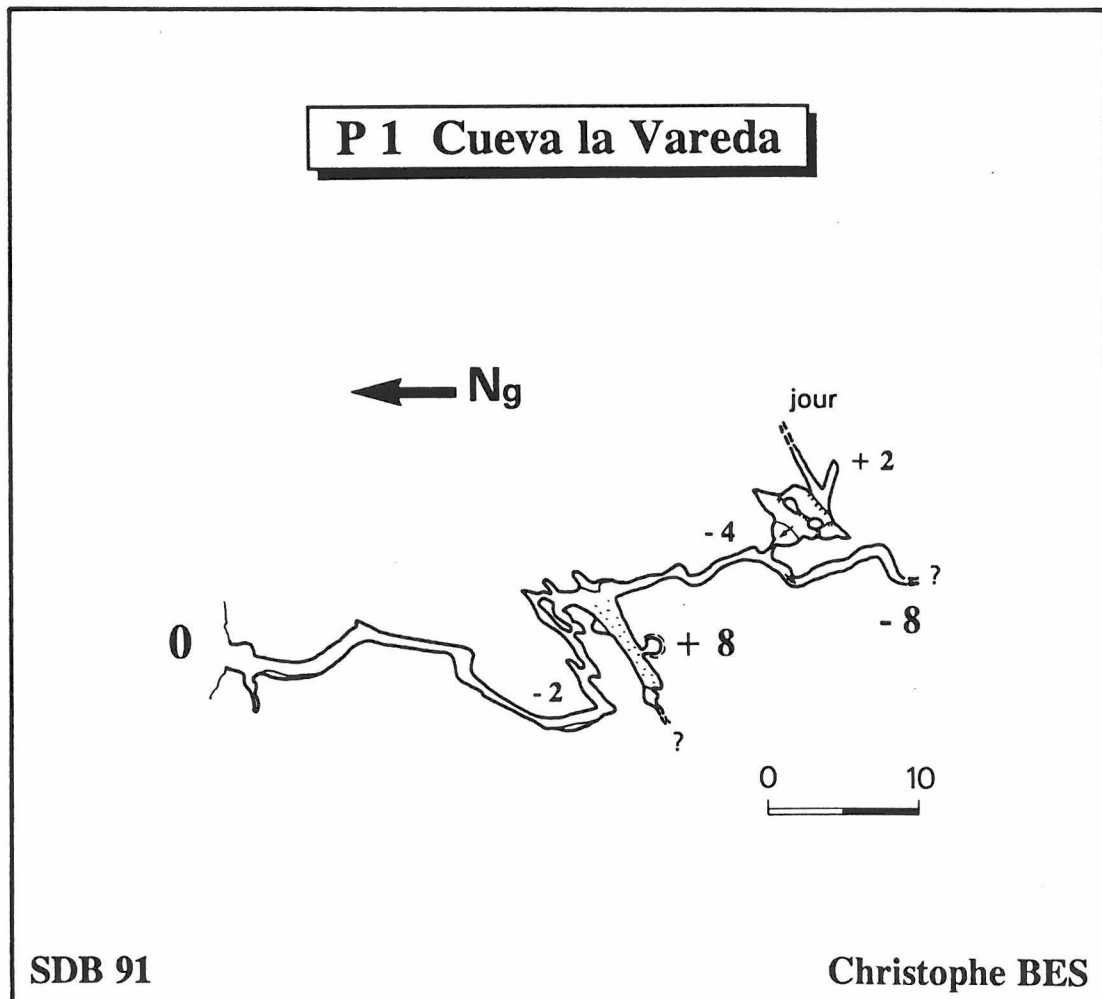 P 1 Cueva la Vareda
Ng
jour
+ 2
- 4
?
- 8
0
+ 8
- 2
?
0 10
SDB 91
Christophe BES